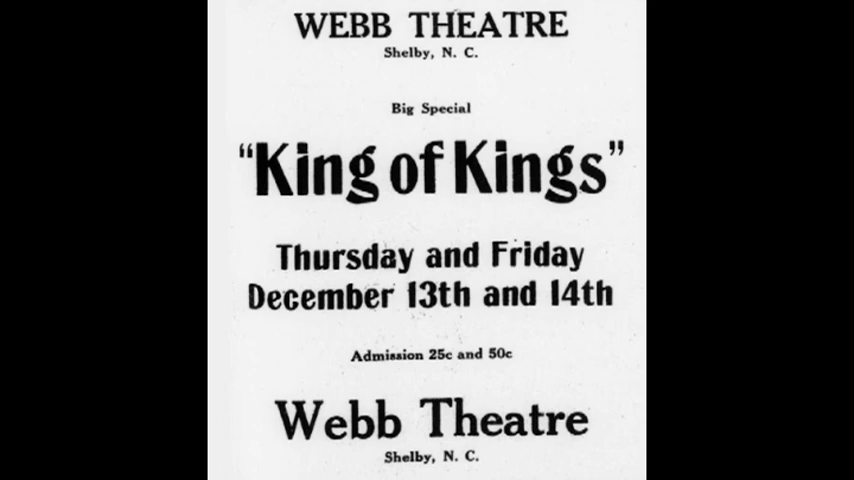 WEBB THEATRE
Shelby, N. C.
Big Special
"King of Kings"
Thursday and Friday
December 13th and 14th
Admission 25c and 50c
Webb Theatre
Shelby, N. C.